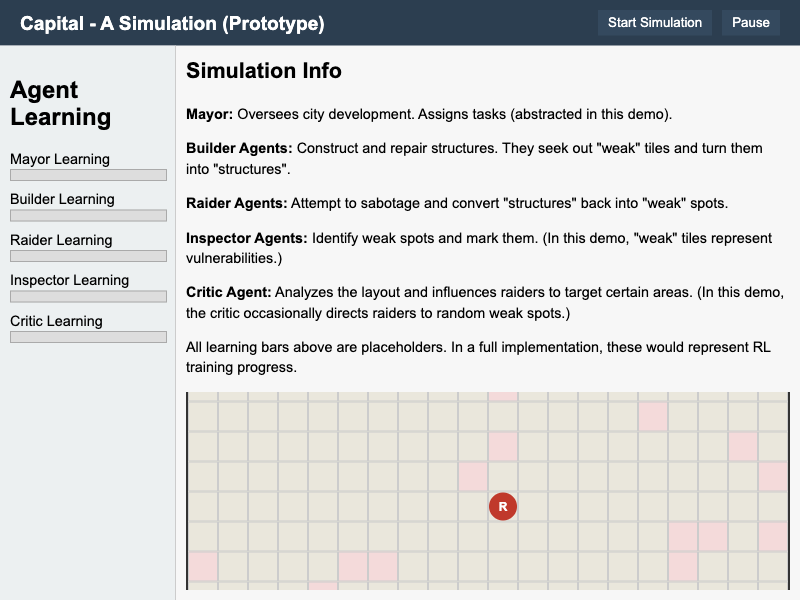 Capital - A Simulation (Prototype)
Start Simulation
Pause
Agent
Learning
Mayor Learning
Builder Learning
Raider Learning
Inspector Learning
Critic Learning
Simulation Info
Mayor: Oversees city development. Assigns tasks (abstracted in this demo).
Builder Agents: Construct and repair structures. They seek out "weak" tiles and turn them
into "structures".
Raider Agents: Attempt to sabotage and convert "structures" back into "weak" spots.
Inspector Agents: Identify weak spots and mark them. (In this demo, "weak" tiles represent
vulnerabilities.)
Critic Agent: Analyzes the layout and influences raiders to target certain areas. (In this demo,
the critic occasionally directs raiders to random weak spots.)
All learning bars above are placeholders. In a full implementation, these would represent RL
training progress.
R